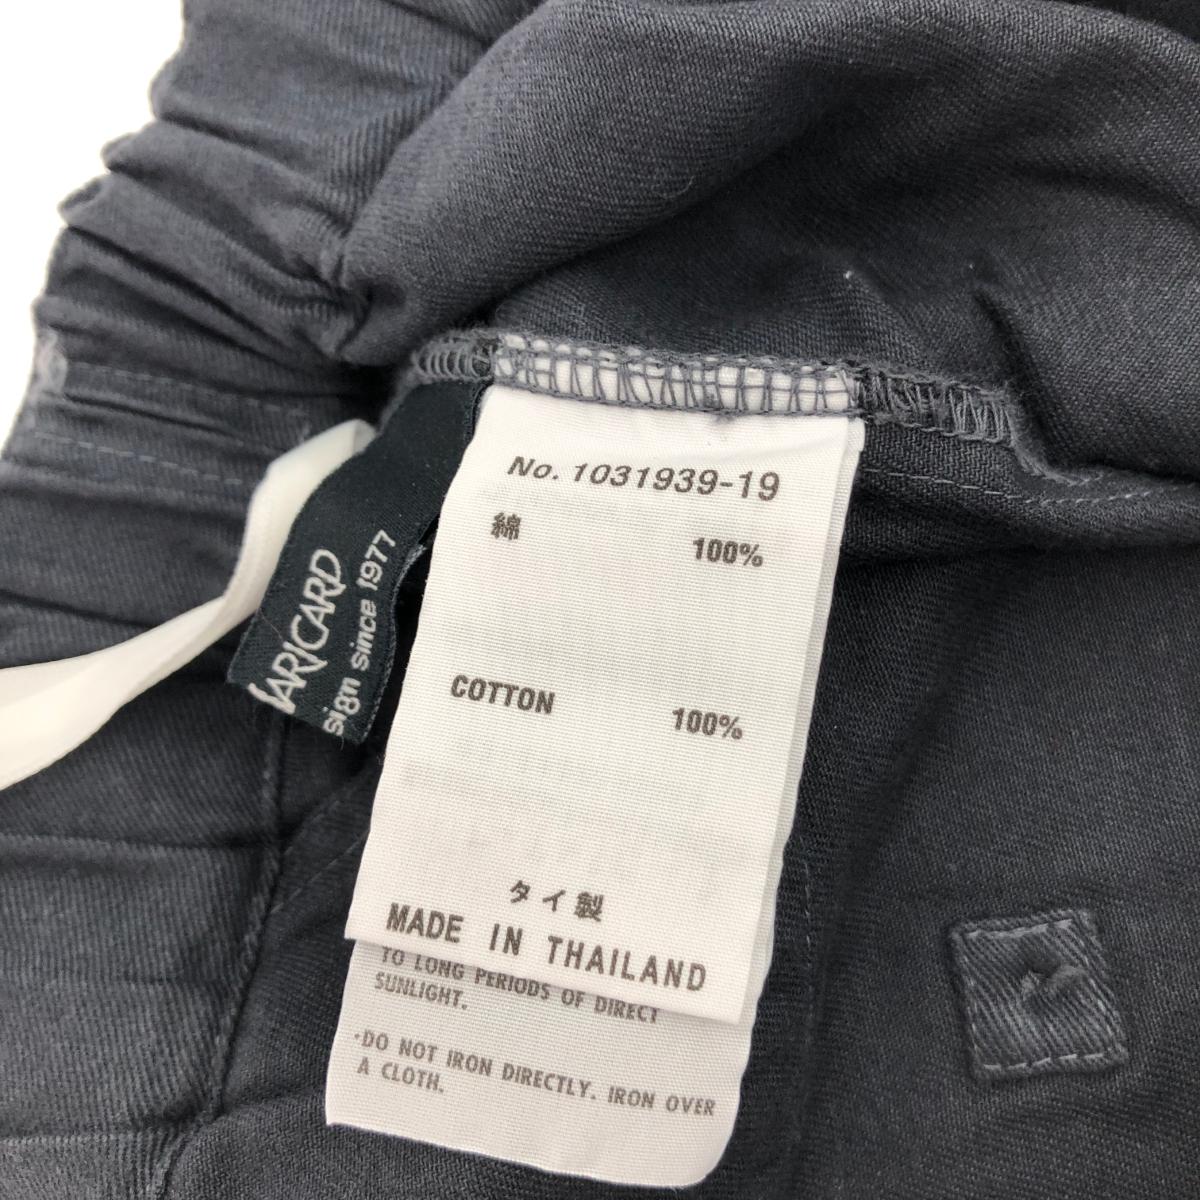 No. 1031939-19
綿 100%
COTTON 100%
タイ製
MADE IN THAILAND
TO LONG PERIODS OF DIRECT
SUNLIGHT.
·DO NOT IRON DIRECTLY. IRON OVER
A CLOTH.
ARICARD
sign since 1977